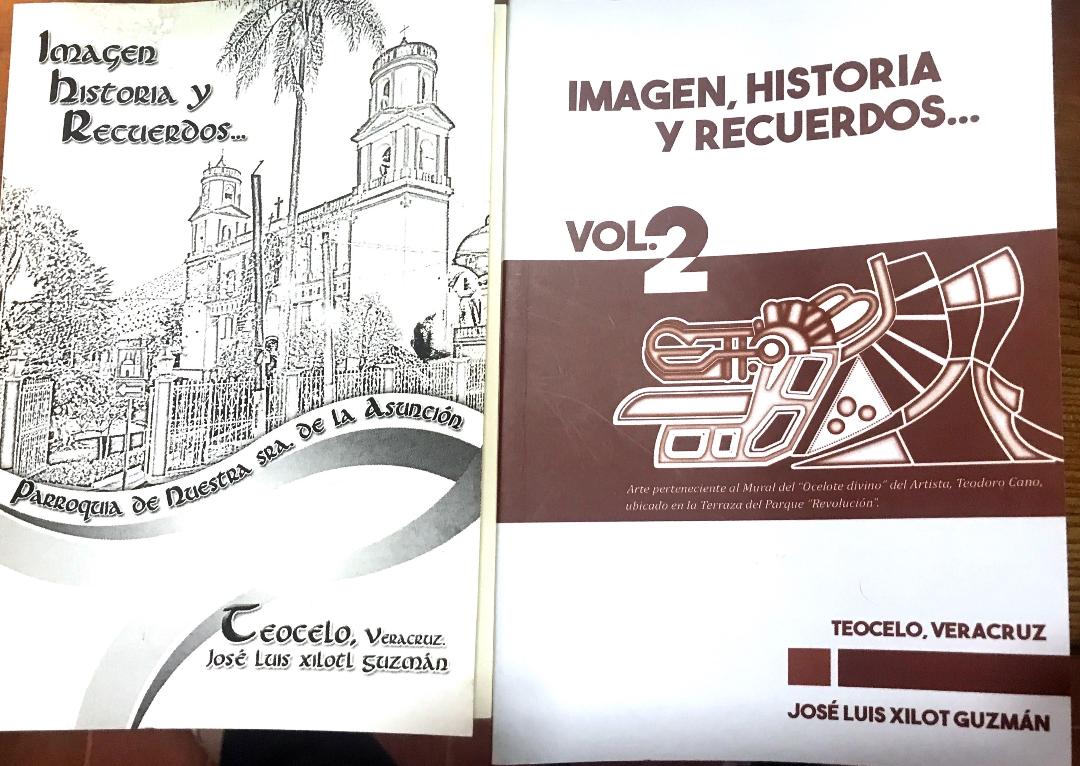 Imagen
Historia y
Recuerdos...
Parroquia de Nuestra sra. de la Asunción
Teocelo, Veracruz.
José Luis xilotl guzmán
IMAGEN, HISTORIA
Y RECUERDOS...
VOL.2
Arte perteneciente al Mural del "Ocelote divino" del Artista, Teodoro Cano,
ubicado en la Terraza del Parque "Revolución".
TEOCELO, VERACRUZ
JOSÉ LUIS XILOT GUZMÁN